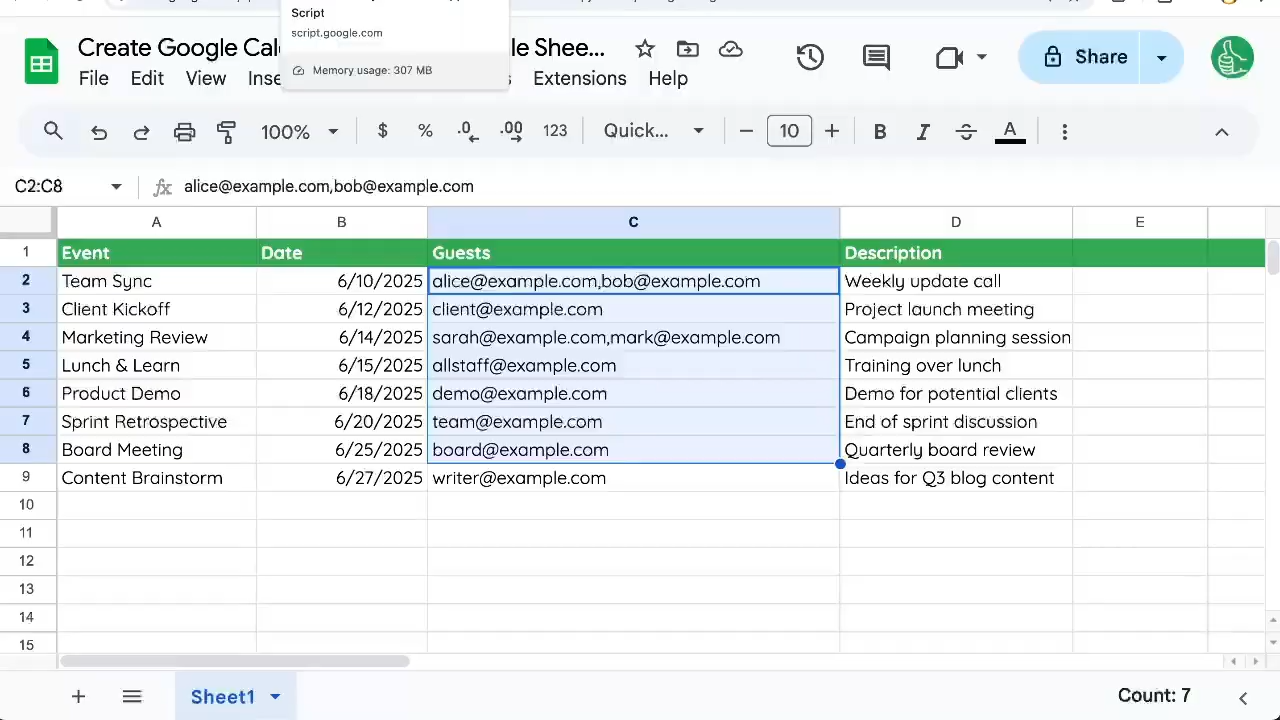 Script
script.google.com
Memory usage: 307 MB
Create Google Cal
le Shee...
File Edit View Inse
s Extensions Help
Share
100% $ % .0 .00 123 Quick... 10 B I A
C2:C8 fx alice@example.com,bob@example.com
A B C D E
1 Event Date Guests Description
2 Team Sync 6/10/2025 alice@example.com,bob@example.com Weekly update call
3 Client Kickoff 6/12/2025 client@example.com Project launch meeting
4 Marketing Review 6/14/2025 sarah@example.com,mark@example.com Campaign planning session
5 Lunch & Learn 6/15/2025 allstaff@example.com Training over lunch
6 Product Demo 6/18/2025 demo@example.com Demo for potential clients
7 Sprint Retrospective 6/20/2025 team@example.com End of sprint discussion
8 Board Meeting 6/25/2025 board@example.com Quarterly board review
9 Content Brainstorm 6/27/2025 writer@example.com Ideas for Q3 blog content
10
11
12
13
14
15
Sheet1
Count: 7